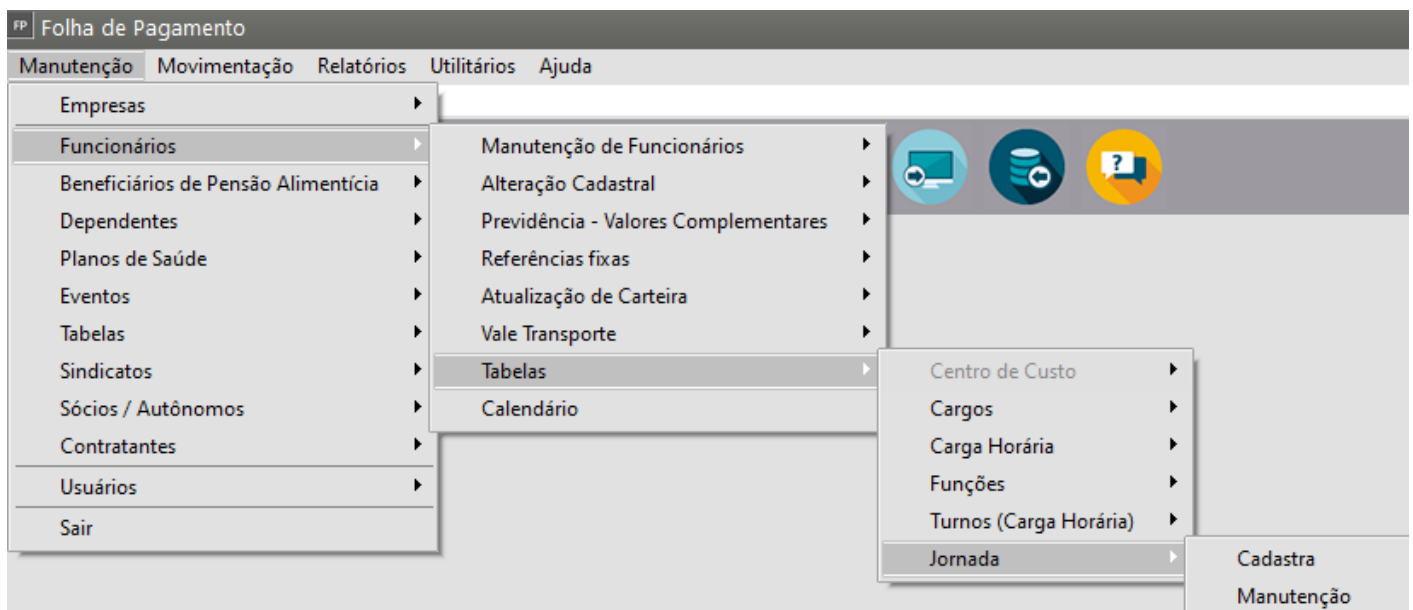 FP Folha de Pagamento
Manutenção Movimentação Relatórios Utilitários Ajuda
Empresas
Funcionários
Beneficiários de Pensão Alimentícia
Dependentes
Planos de Saúde
Eventos
Tabelas
Sindicatos
Sócios / Autônomos
Contratantes
Usuários
Sair
Manutenção de Funcionários
Alteração Cadastral
Previdência - Valores Complementares
Referências fixas
Atualização de Carteira
Vale Transporte
Tabelas
Calendário
?
Centro de Custo
Cargos
Carga Horária
Funções
Turnos (Carga Horária)
Jornada
Cadastra
Manutenção